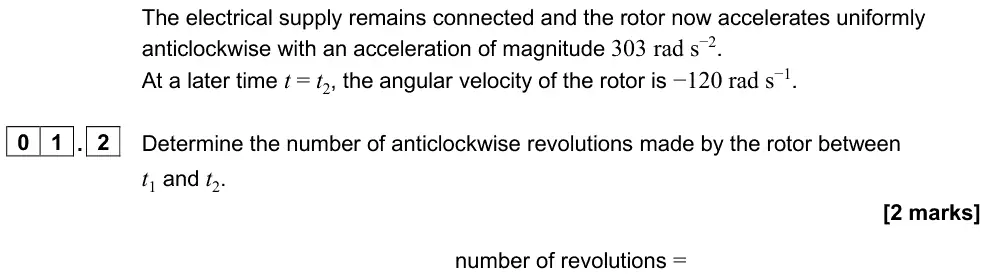 The electrical supply remains connected and the rotor now accelerates uniformly
anticlockwise with an acceleration of magnitude 303 rad s⁻².
At a later time t = t₂, the angular velocity of the rotor is −120 rad s⁻¹.
0 1 . 2 Determine the number of anticlockwise revolutions made by the rotor between
t₁ and t₂.
[2 marks]
number of revolutions =